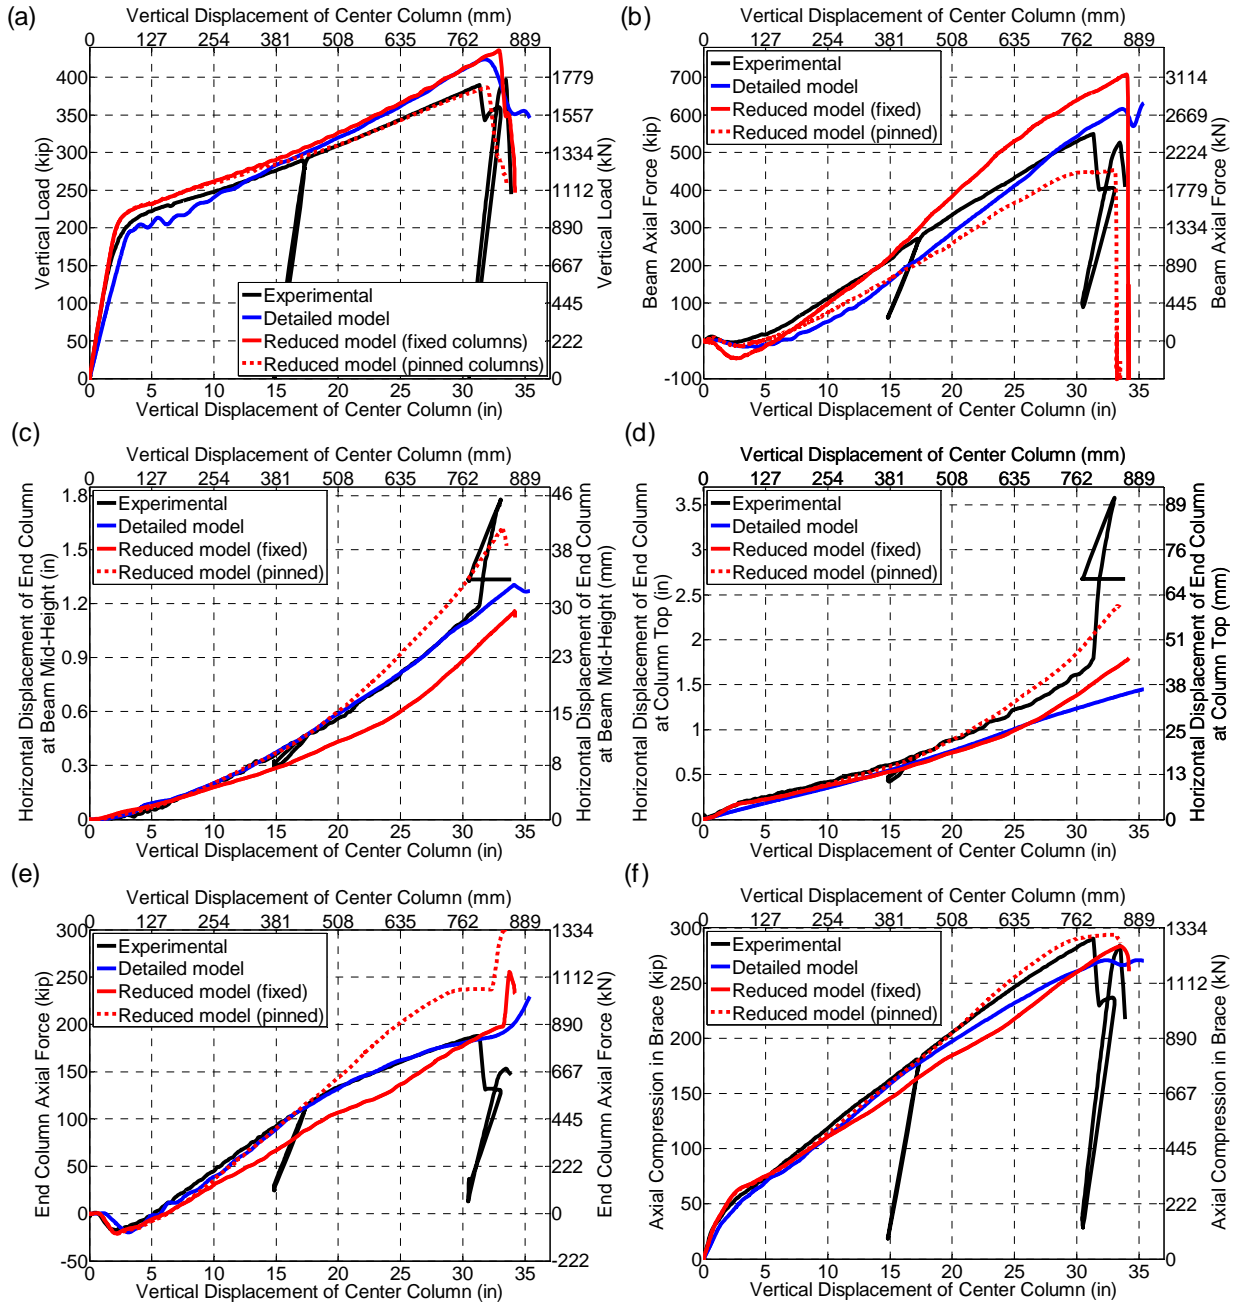 (a)
Vertical Displacement of Center Column (mm)
0 127 254 381 508 635 762 889
Vertical Load (kip)
400
350
300
250
200
150
100
50
0
1779
1557
1334
1112
890
667
445
222
0
Vertical Load (kN)
Experimental
Detailed model
Reduced model (fixed columns)
Reduced model (pinned columns)
0 5 10 15 20 25 30 35
Vertical Displacement of Center Column (in)
(b)
Vertical Displacement of Center Column (mm)
0 127 254 381 508 635 762 889
Beam Axial Force (kip)
700
600
500
400
300
200
100
0
-100
3114
2669
2224
1779
1334
890
445
0
Beam Axial Force (kN)
Experimental
Detailed model
Reduced model (fixed)
Reduced model (pinned)
0 5 10 15 20 25 30 35
Vertical Displacement of Center Column (in)
(c)
Vertical Displacement of Center Column (mm)
0 127 254 381 508 635 762 889
Horizontal Displacement of End Column
at Beam Mid-Height (in)
1.8
1.5
1.2
0.9
0.6
0.3
0
46
38
30
23
15
8
0
Horizontal Displacement of End Column
at Beam Mid-Height (mm)
Experimental
Detailed model
Reduced model (fixed)
Reduced model (pinned)
0 5 10 15 20 25 30 35
Vertical Displacement of Center Column (in)
(d)
Vertical Displacement of Center Column (mm)
0 127 254 381 508 635 762 889
Horizontal Displacement of End Column
at Column Top (in)
3.5
3
2.5
2
1.5
1
0.5
0
89
76
64
51
38
25
13
0
Horizontal Displacement of End Column
at Column Top (mm)
Experimental
Detailed model
Reduced model (fixed)
Reduced model (pinned)
0 5 10 15 20 25 30 35
Vertical Displacement of Center Column (in)
(e)
Vertical Displacement of Center Column (mm)
0 127 254 381 508 635 762 889
End Column Axial Force (kip)
300
250
200
150
100
50
0
-50
1334
1112
890
667
445
222
0
-222
End Column Axial Force (kN)
Experimental
Detailed model
Reduced model (fixed)
Reduced model (pinned)
0 5 10 15 20 25 30 35
Vertical Displacement of Center Column (in)
(f)
Vertical Displacement of Center Column (mm)
0 127 254 381 508 635 762 889
Axial Compression in Brace (kip)
300
250
200
150
100
50
0
1334
1112
890
667
445
222
0
Axial Compression in Brace (kN)
Experimental
Detailed model
Reduced model (fixed)
Reduced model (pinned)
0 5 10 15 20 25 30 35
Vertical Displacement of Center Column (in)